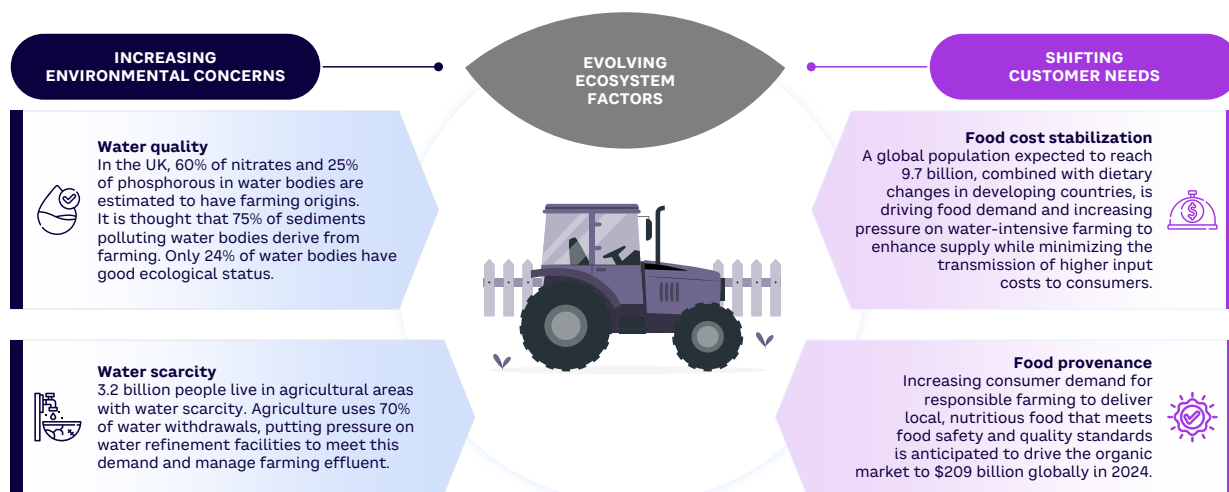 INCREASING
ENVIRONMENTAL CONCERNS
EVOLVING
ECOSYSTEM
FACTORS
SHIFTING
CUSTOMER NEEDS
Water quality
In the UK, 60% of nitrates and 25%
of phosphorous in water bodies are
estimated to have farming origins.
It is thought that 75% of sediments
polluting water bodies derive from
farming. Only 24% of water bodies have
good ecological status.
Food cost stabilization
A global population expected to reach
9.7 billion, combined with dietary
changes in developing countries, is
driving food demand and increasing
pressure on water-intensive farming to
enhance supply while minimizing the
transmission of higher input
costs to consumers.
Water scarcity
3.2 billion people live in agricultural areas
with water scarcity. Agriculture uses 70%
of water withdrawals, putting pressure on
water refinement facilities to meet this
demand and manage farming effluent.
Food provenance
Increasing consumer demand for
responsible farming to deliver
local, nutritious food that meets
food safety and quality standards
is anticipated to drive the organic
market to $209 billion globally in 2024.